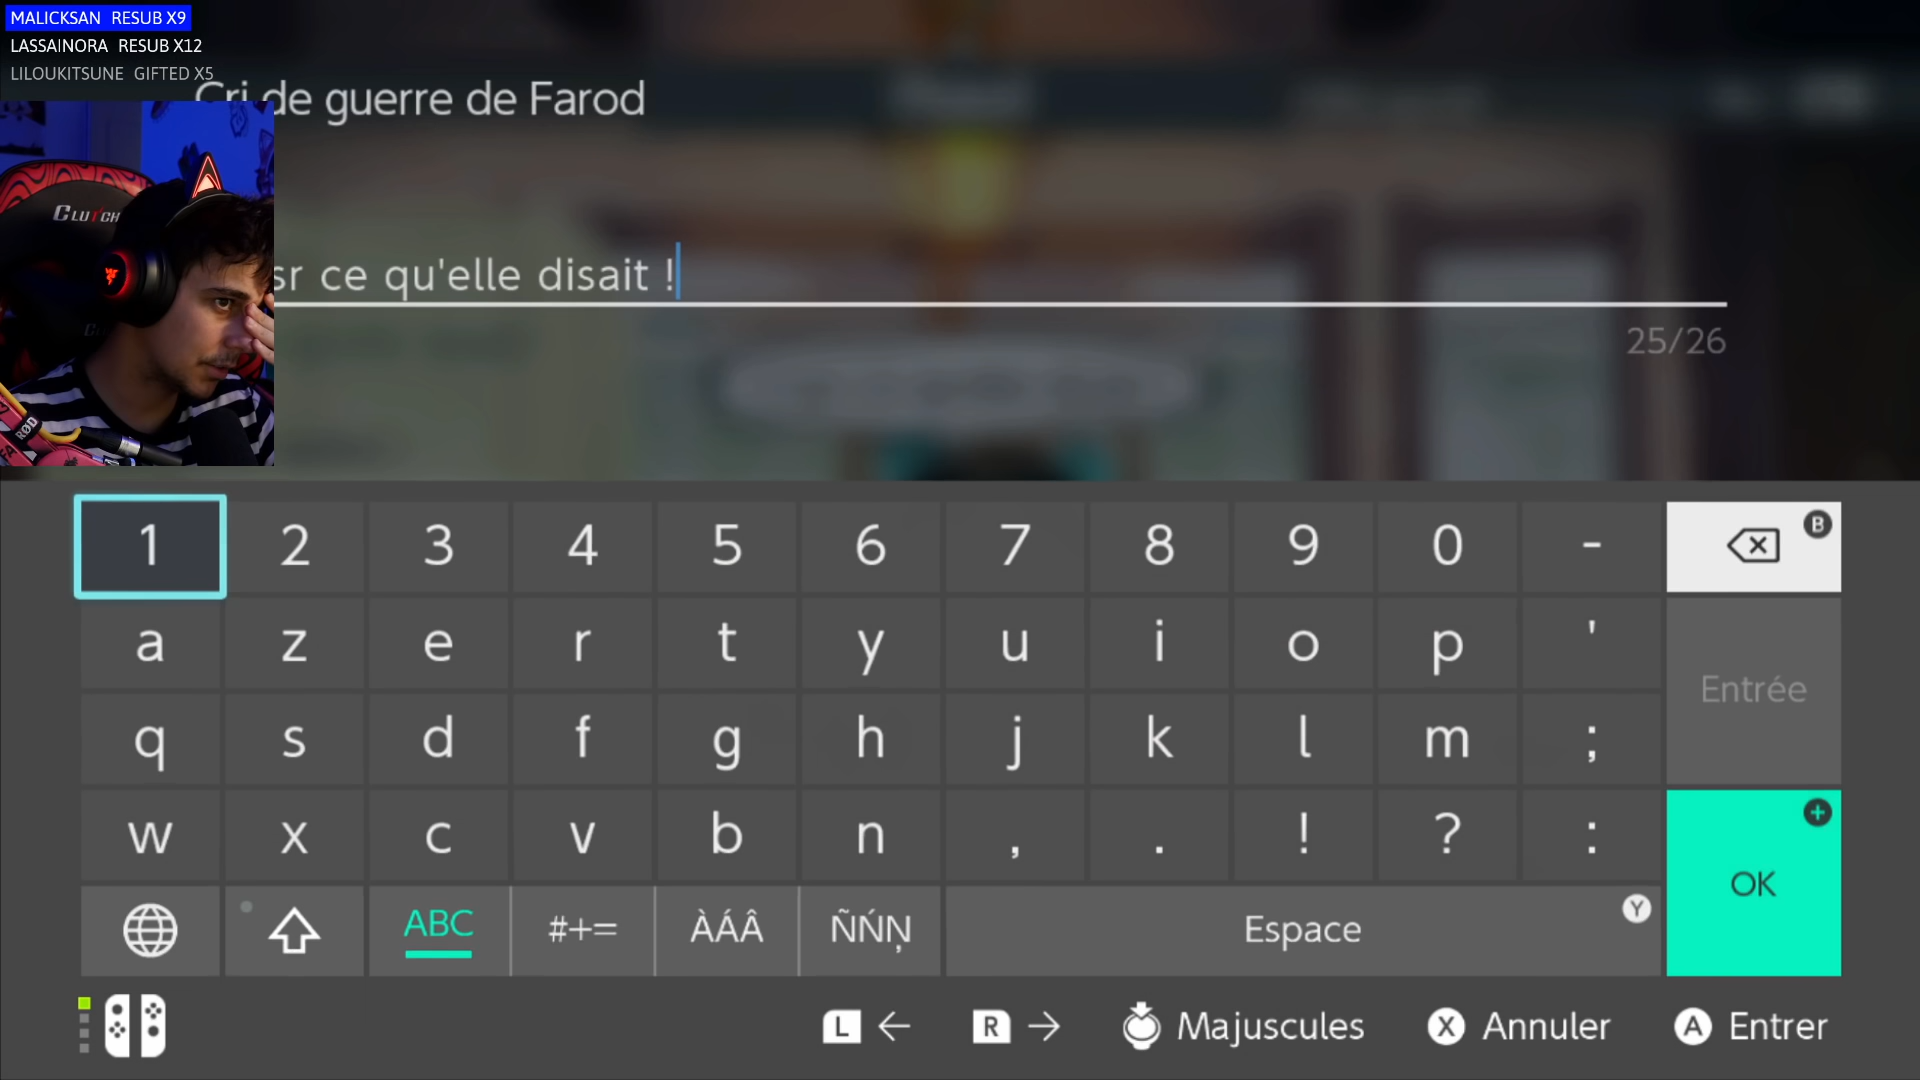 MALICKSAN RESUB X9
LASSAINORA RESUB X12
LILOUKITSUNE GIFTED X5
Cri de guerre de Farod
CLUTCH
sr ce qu'elle disait !
25/26
RØD
1 2 3 4 5 6 7 8 9 0 -
B
a z e r t y u i o p '
Entrée
q s d f g h j k l m ;
w x c v b n , . ! ? :
+
OK
ABC #+= ÀÁÂ ÑŃŅ Espace
Y
L ← R → Majuscules X Annuler A Entrer